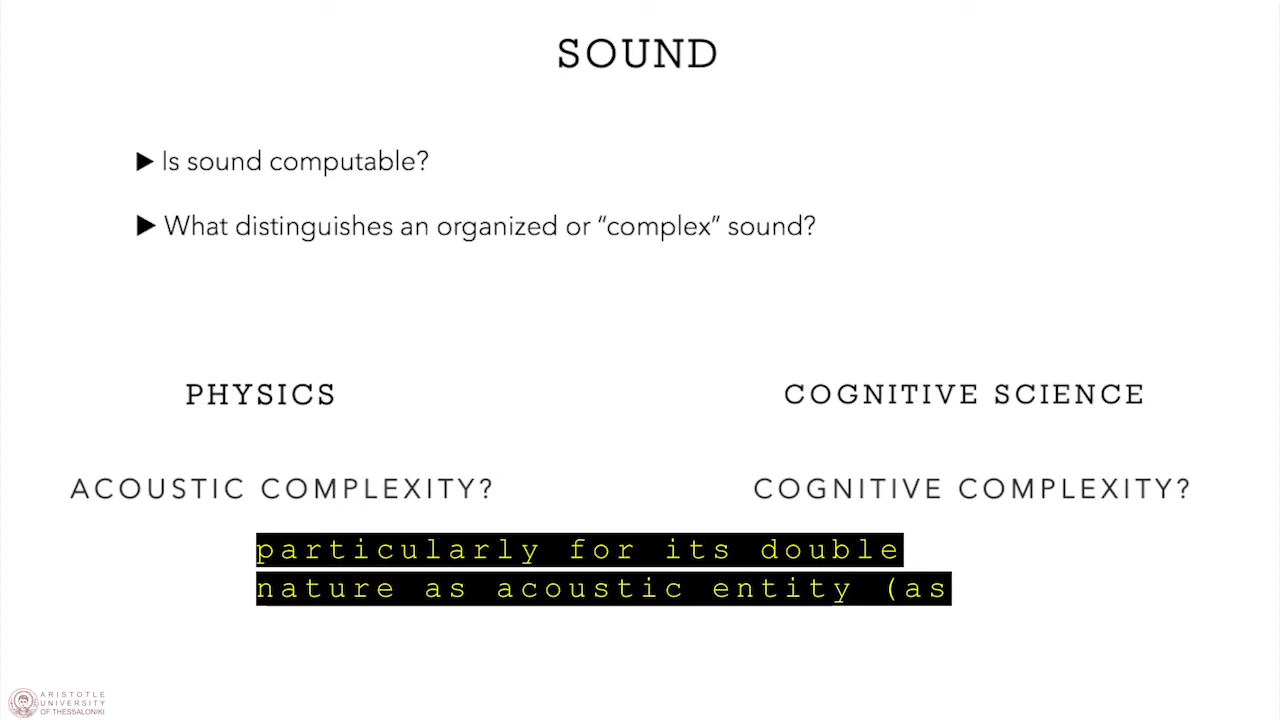 SOUND
▶ Is sound computable?
▶ What distinguishes an organized or “complex” sound?
PHYSICS
COGNITIVE SCIENCE
ACOUSTIC COMPLEXITY?
COGNITIVE COMPLEXITY?
particularly for its double
nature as acoustic entity (as
ARISTOTLE
UNIVERSITY
OF THESSALONIKI